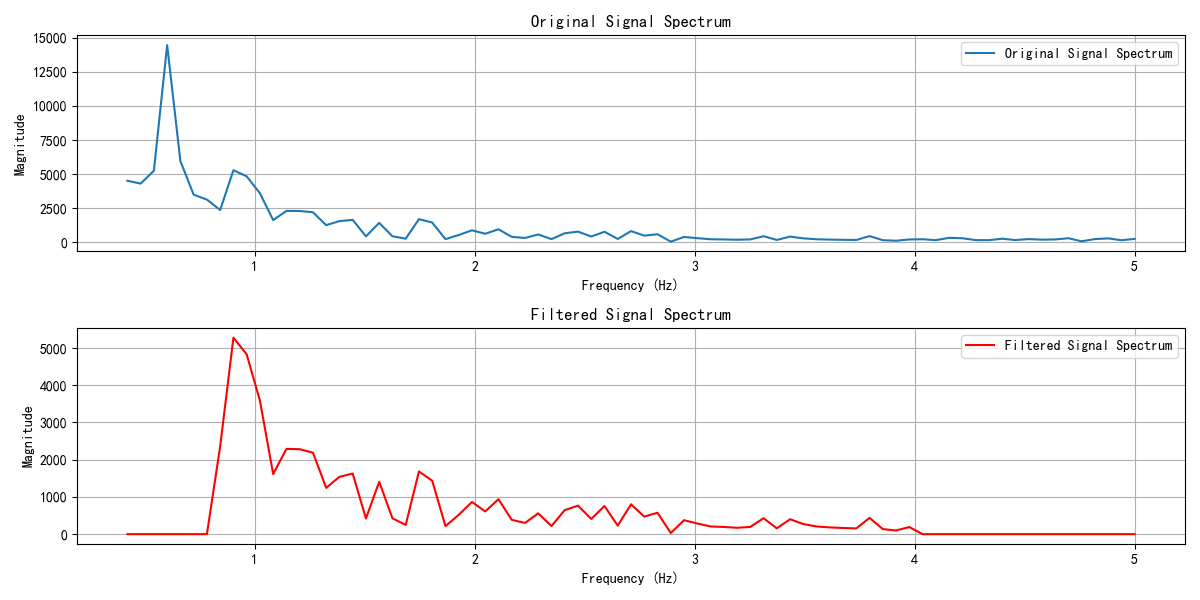 Original Signal Spectrum
15000
12500
10000
7500
5000
2500
0
Magnitude
Original Signal Spectrum
1 2 3 4 5
Frequency (Hz)
Filtered Signal Spectrum
5000
4000
3000
2000
1000
0
Magnitude
Filtered Signal Spectrum
1 2 3 4 5
Frequency (Hz)